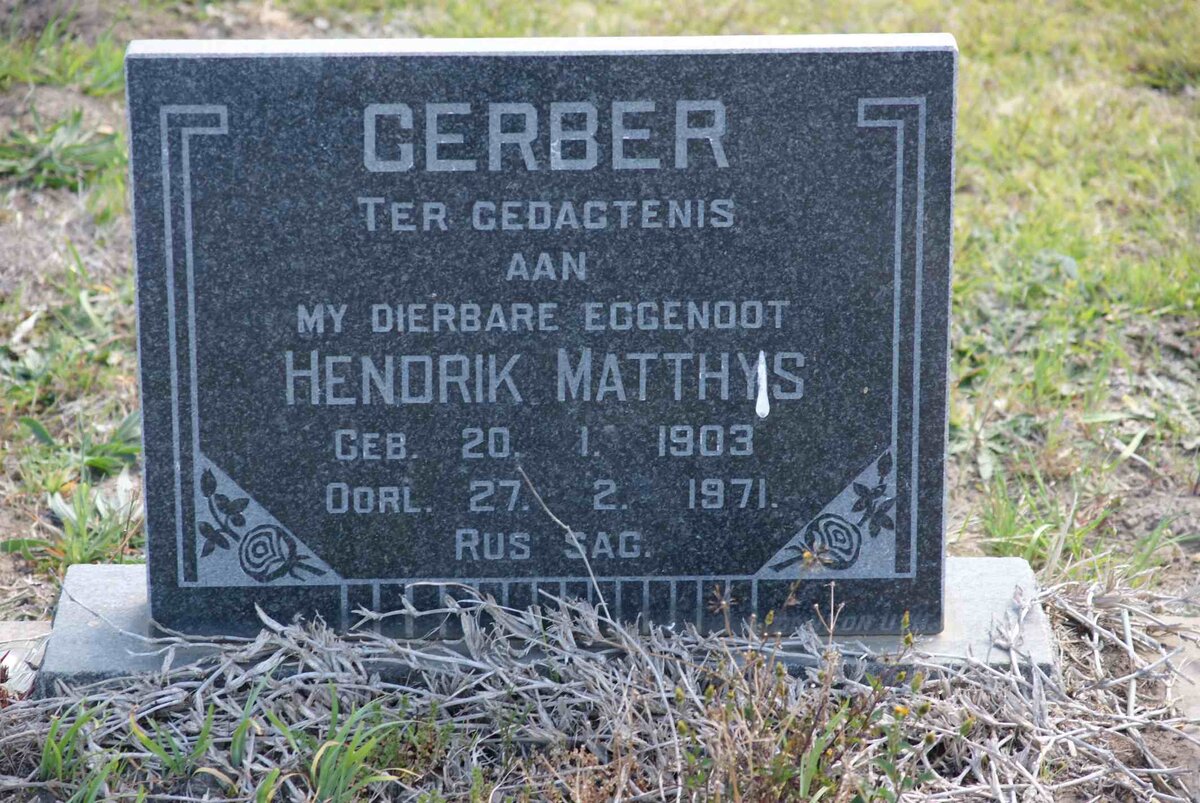 GERBER
TER GEDAGTENIS
AAN
MY DIERBARE EGGENOOT
HENDRIK MATTHYS
GEB. 20. 1. 1903
OORL. 27. 2. 1971.
RUS SAG.